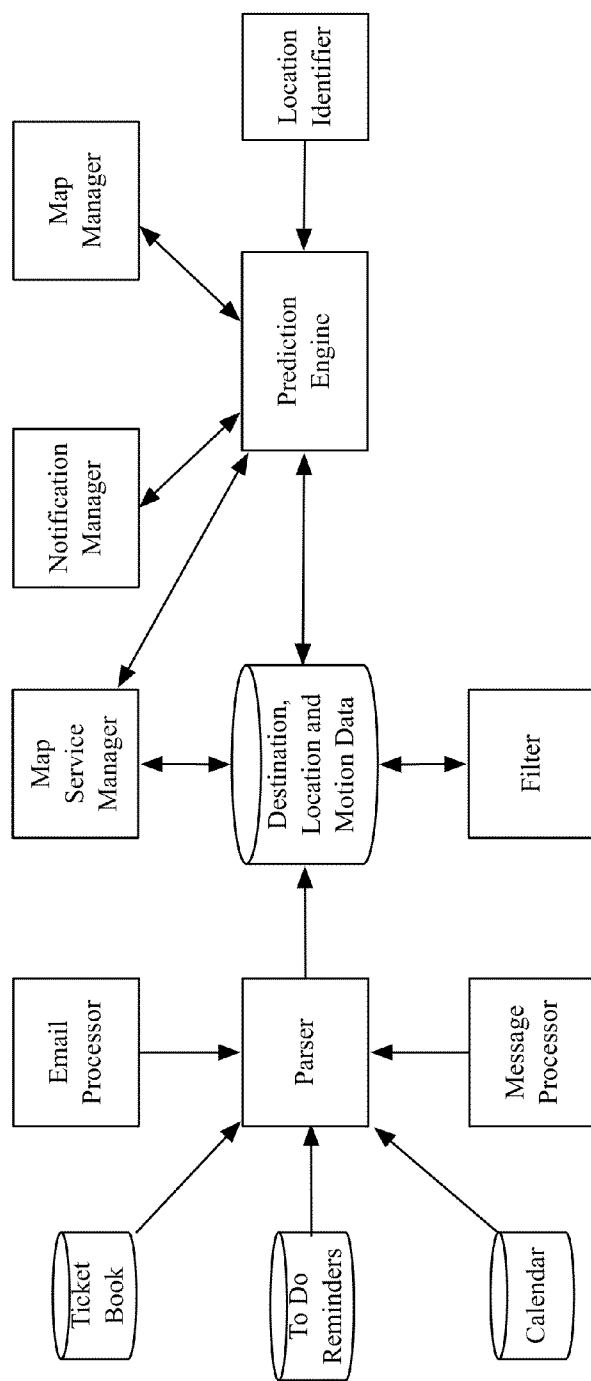 Ticket
Book
To Do
Reminders
Calendar
Email
Processor
Parser
Message
Processor
Map
Service
Manager
Destination,
Location and
Motion Data
Filter
Notification
Manager
Map
Manager
Prediction
Engine
Location
Identifier